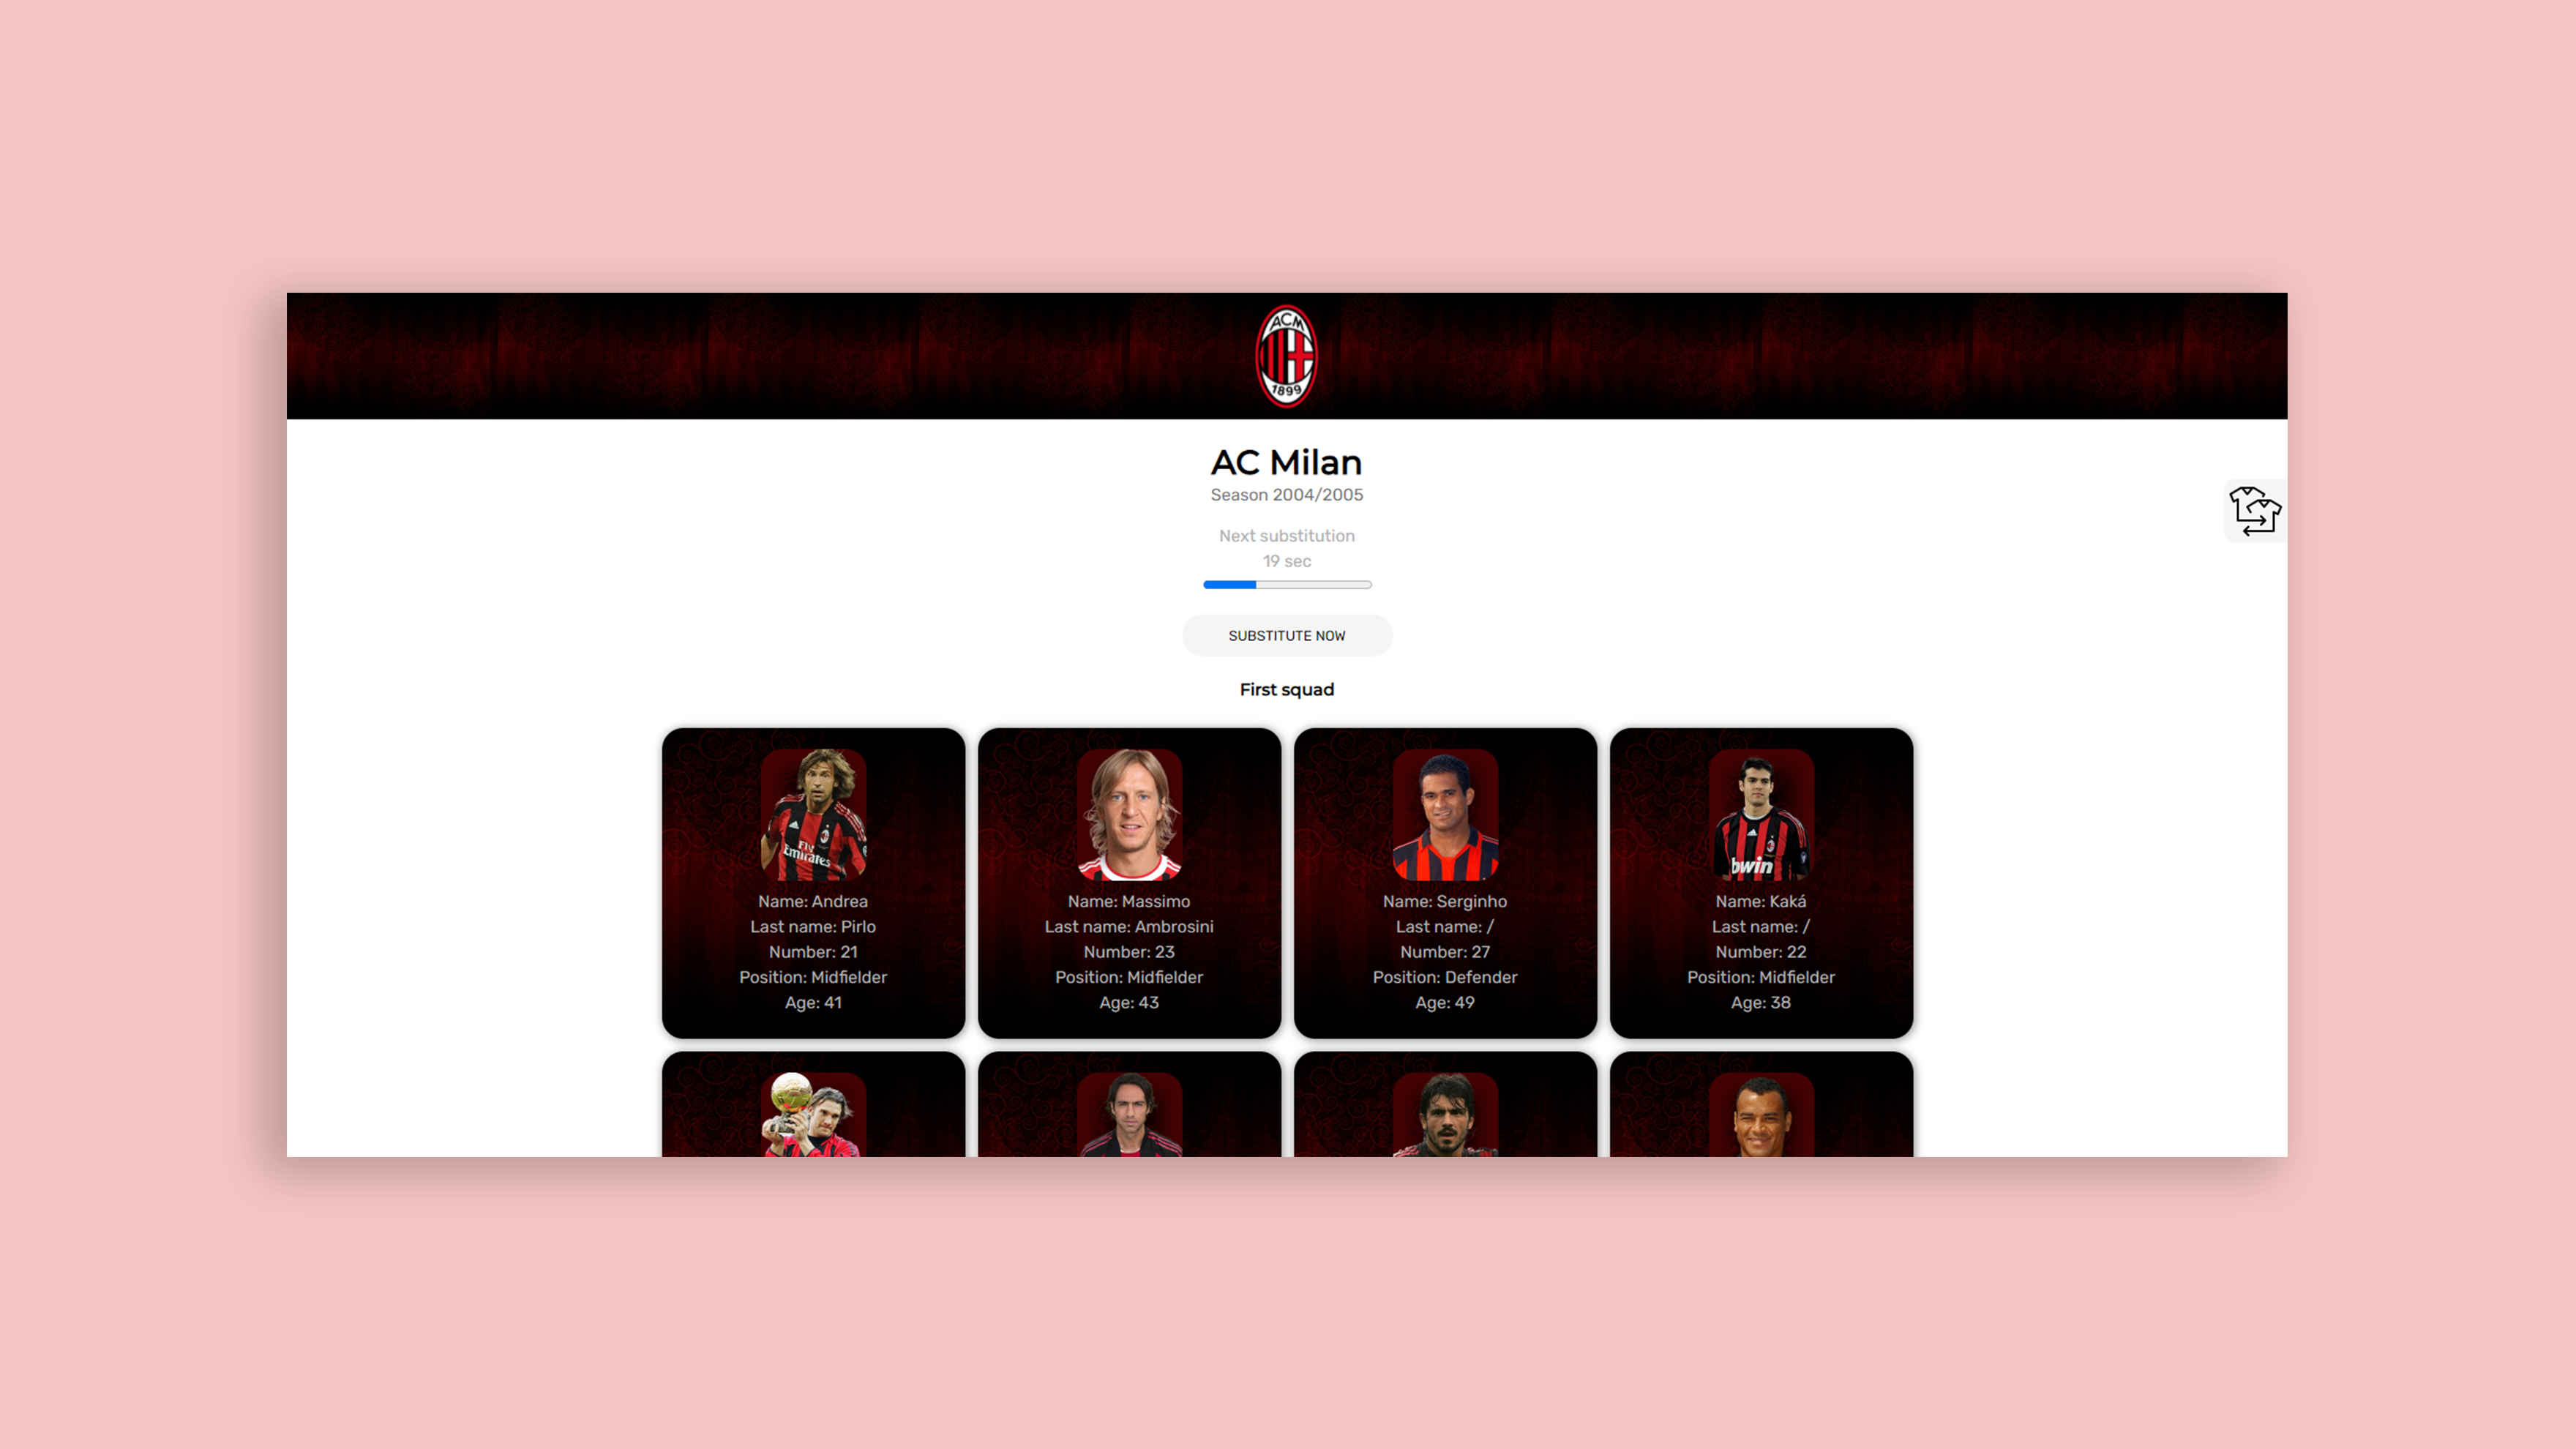 ACM
1899
AC Milan
Season 2004/2005
Next substitution
19 sec
SUBSTITUTE NOW
First squad
Fly
Emirates
Name: Andrea
Last name: Pirlo
Number: 21
Position: Midfielder
Age: 41
Name: Massimo
Last name: Ambrosini
Number: 23
Position: Midfielder
Age: 43
Name: Serginho
Last name: /
Number: 27
Position: Defender
Age: 49
bwin
Name: Kaká
Last name: /
Number: 22
Position: Midfielder
Age: 38